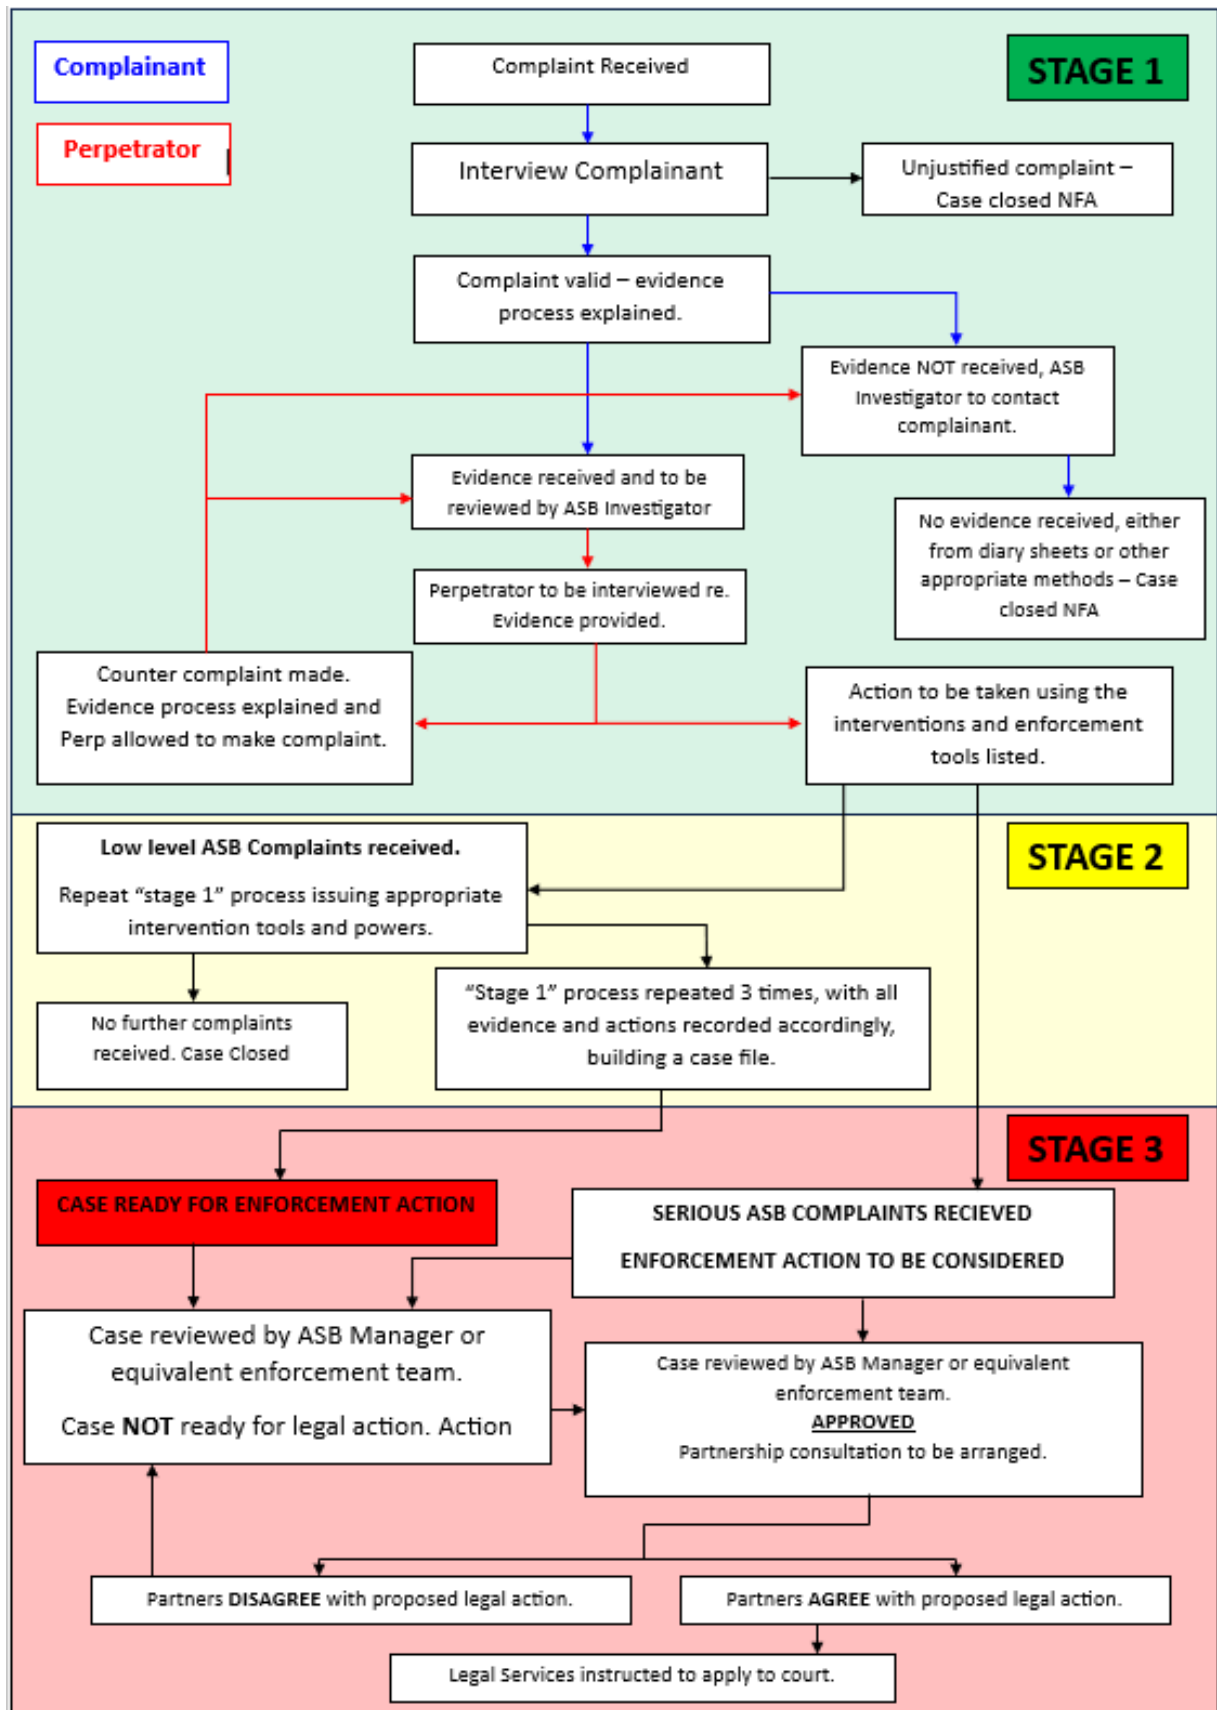 Complainant
Complaint Received
STAGE 1
Perpetrator
Interview Complainant
Unjustified complaint –
Case closed NFA
Complaint valid – evidence
process explained.
Evidence NOT received, ASB
Investigator to contact
complainant.
Evidence received and to be
reviewed by ASB Investigator
No evidence received, either
from diary sheets or other
appropriate methods – Case
closed NFA
Perpetrator to be interviewed re.
Evidence provided.
Counter complaint made.
Evidence process explained and
Perp allowed to make complaint.
Action to be taken using the
interventions and enforcement
tools listed.
STAGE 2
Low level ASB Complaints received.
Repeat “stage 1” process issuing appropriate
intervention tools and powers.
“Stage 1” process repeated 3 times, with all
evidence and actions recorded accordingly,
building a case file.
No further complaints
received. Case Closed
STAGE 3
CASE READY FOR ENFORCEMENT ACTION
SERIOUS ASB COMPLAINTS RECIEVED
ENFORCEMENT ACTION TO BE CONSIDERED
Case reviewed by ASB Manager or
equivalent enforcement team.
Case NOT ready for legal action. Action
Case reviewed by ASB Manager or equivalent
enforcement team.
APPROVED
Partnership consultation to be arranged.
Partners DISAGREE with proposed legal action.
Partners AGREE with proposed legal action.
Legal Services instructed to apply to court.